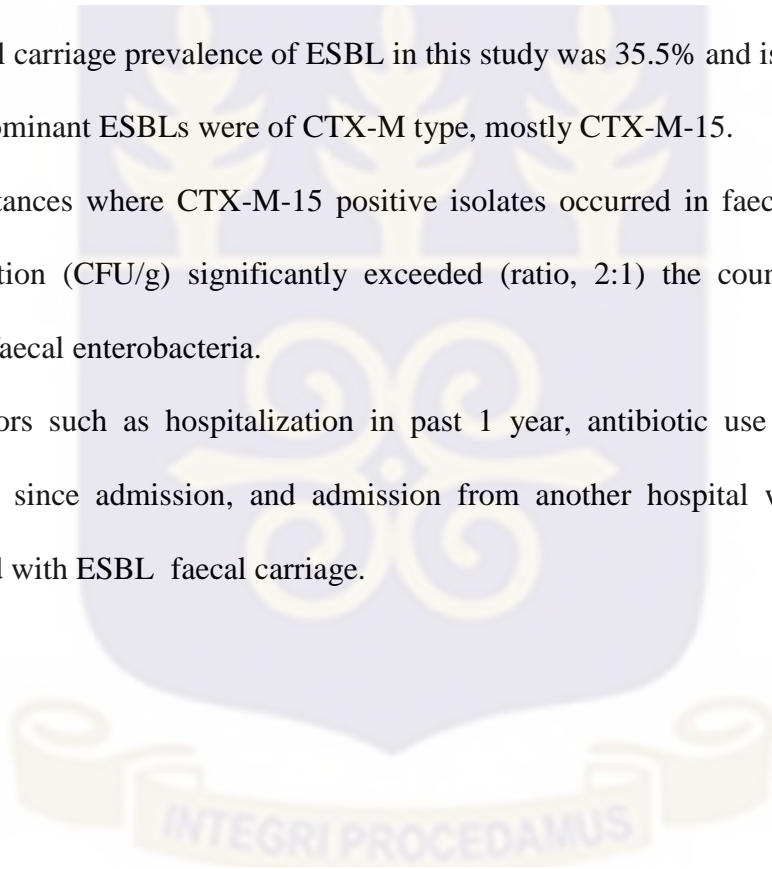 l carriage prevalence of ESBL in this study was 35.5% and is
ominant ESBLs were of CTX-M type, mostly CTX-M-15.
tances where CTX-M-15 positive isolates occurred in faec
tion (CFU/g) significantly exceeded (ratio, 2:1) the coun
faecal enterobacteria.
ors such as hospitalization in past 1 year, antibiotic use
since admission, and admission from another hospital w
d with ESBL faecal carriage.
INTEGRI PROCEDAMUS